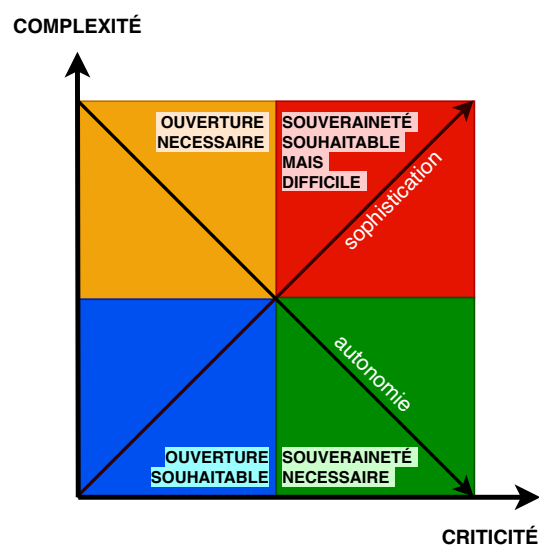 COMPLEXITÉ
OUVERTURE
NECESSAIRE
SOUVERAINETÉ
SOUHAITABLE
MAIS
DIFFICILE
sophistication
autonomie
OUVERTURE
SOUHAITABLE
SOUVERAINETÉ
NECESSAIRE
CRITICITÉ